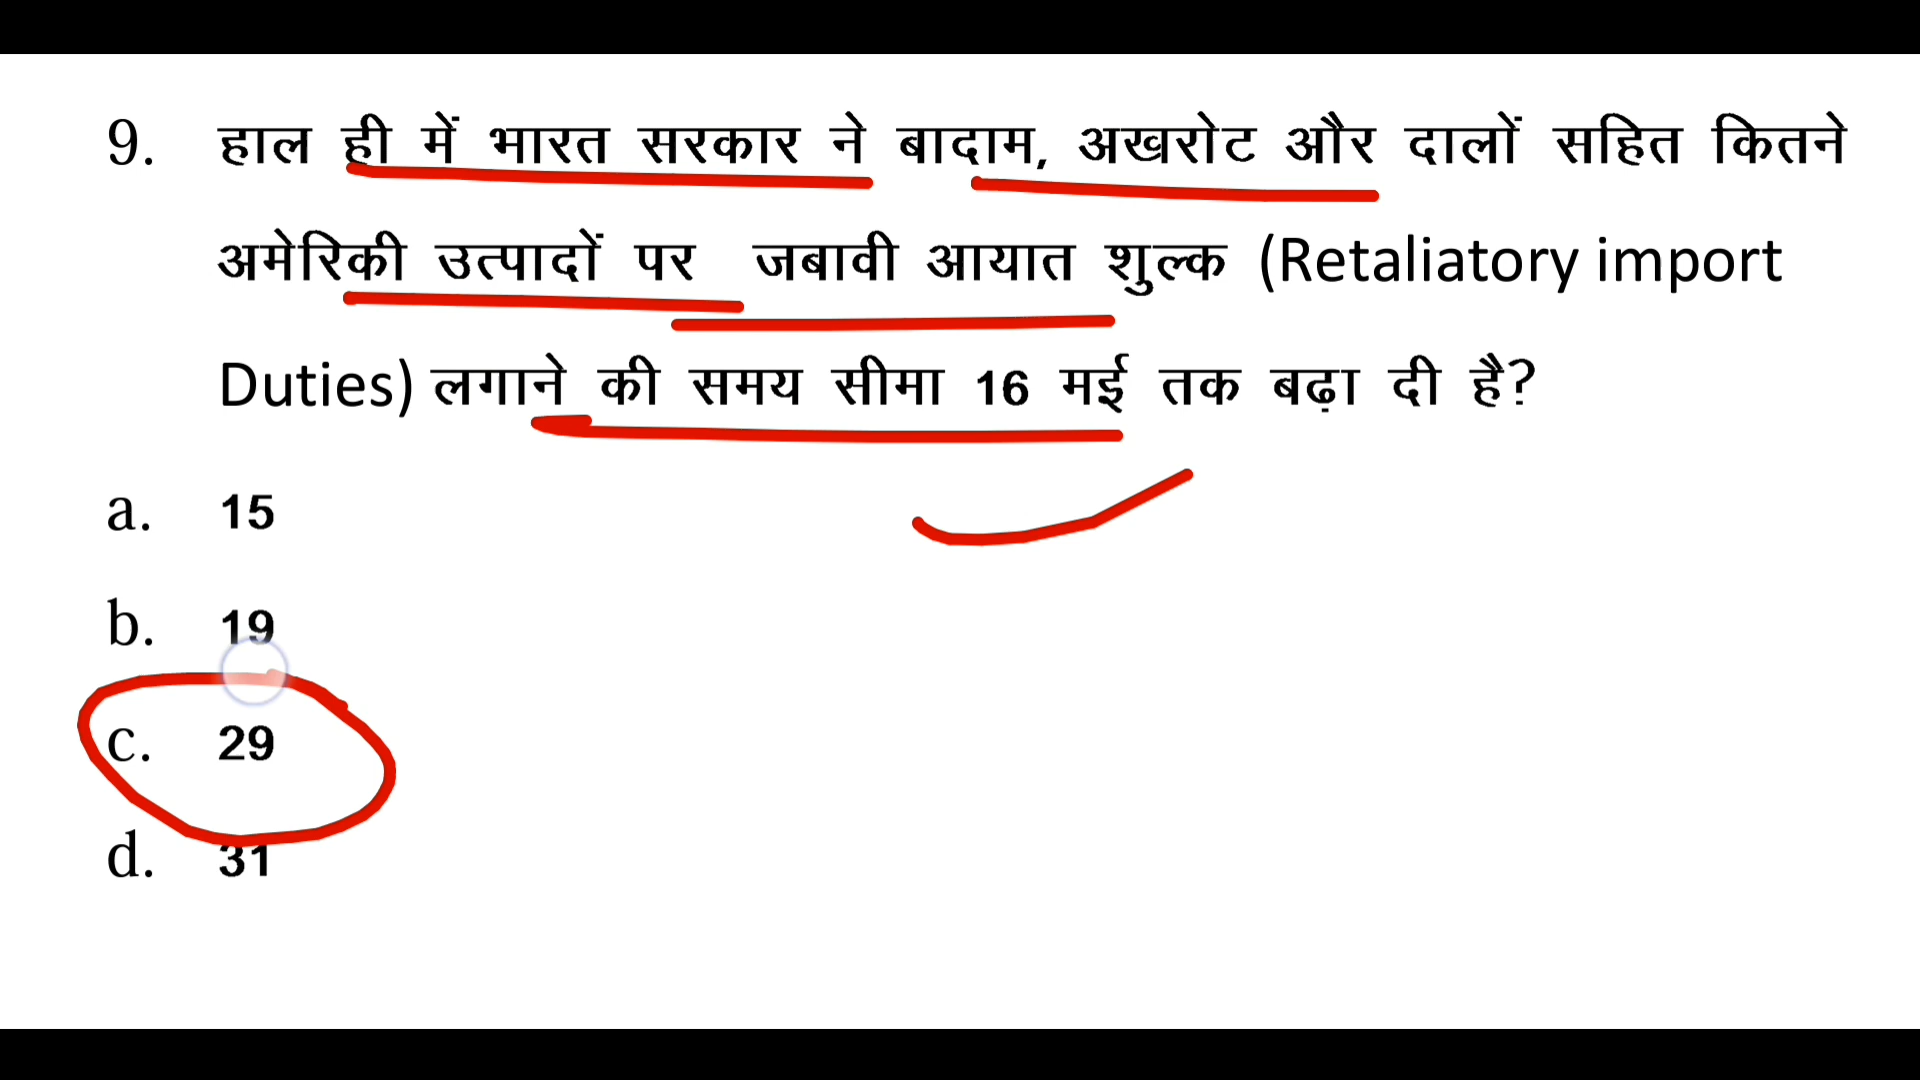 9. हाल ही में भारत सरकार ने बादाम, अखरोट और दालों सहित कितने
अमेरिकी उत्पादों पर जबावी आयात शुल्क (Retaliatory import
Duties) लगाने की समय सीमा 16 मई तक बढ़ा दी है?
a. 15
b. 19
c. 29
d. 31